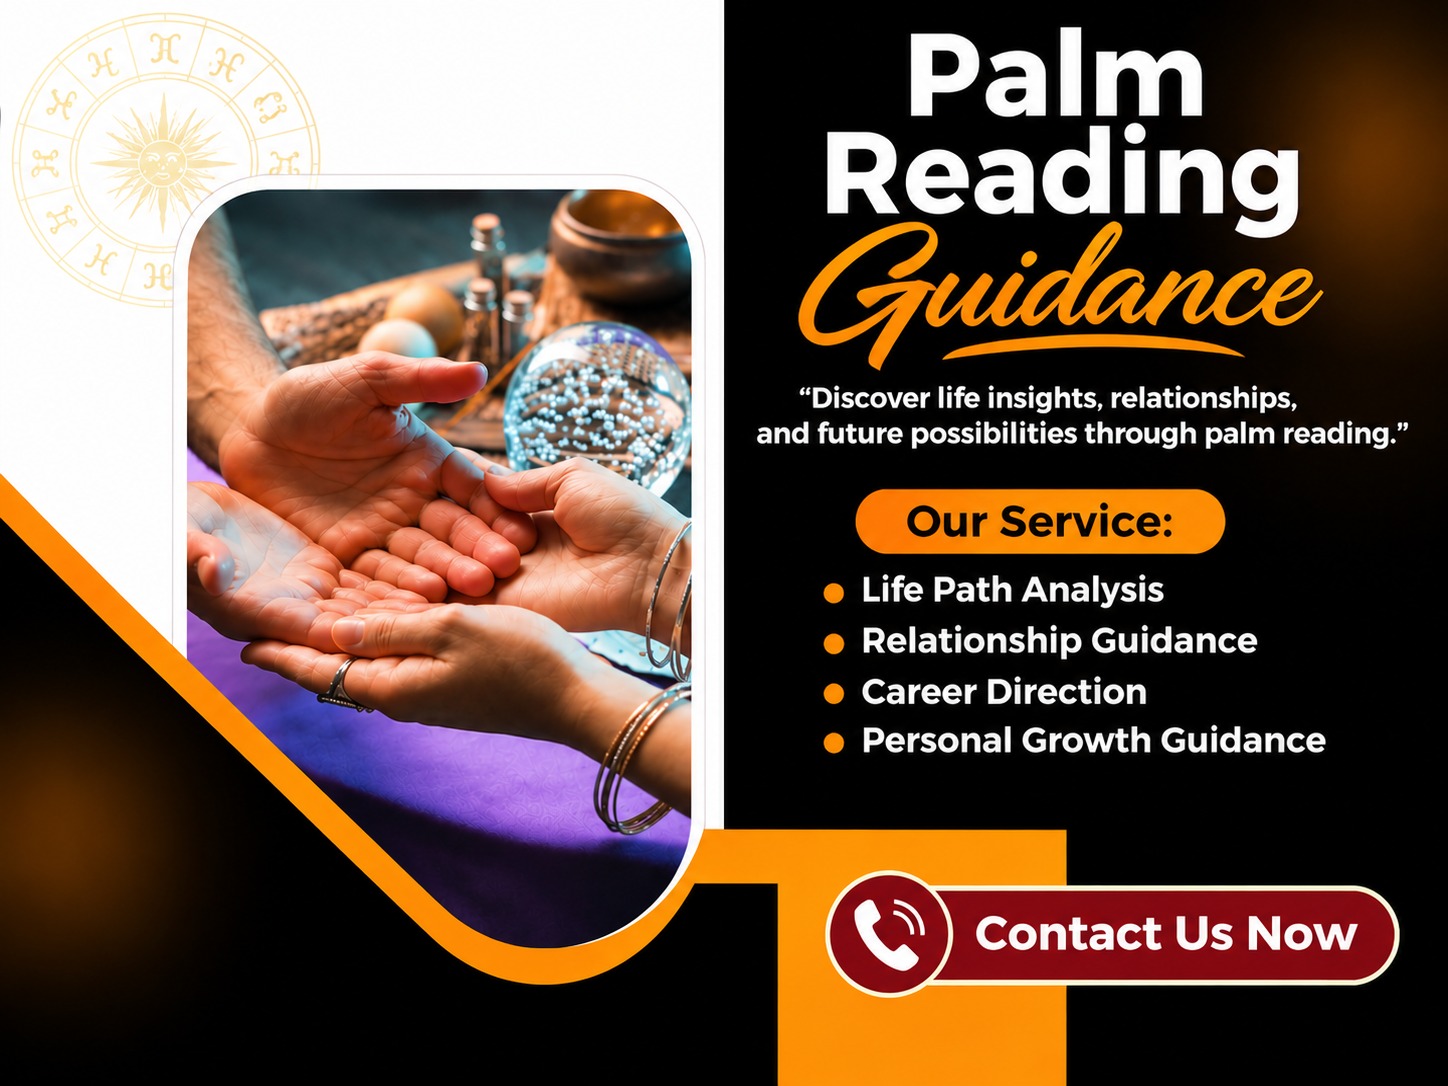 Palm
Reading
Guidance
“Discover life insights, relationships,
and future possibilities through palm reading.”
Our Service:
Life Path Analysis
Relationship Guidance
Career Direction
Personal Growth Guidance
Contact Us Now